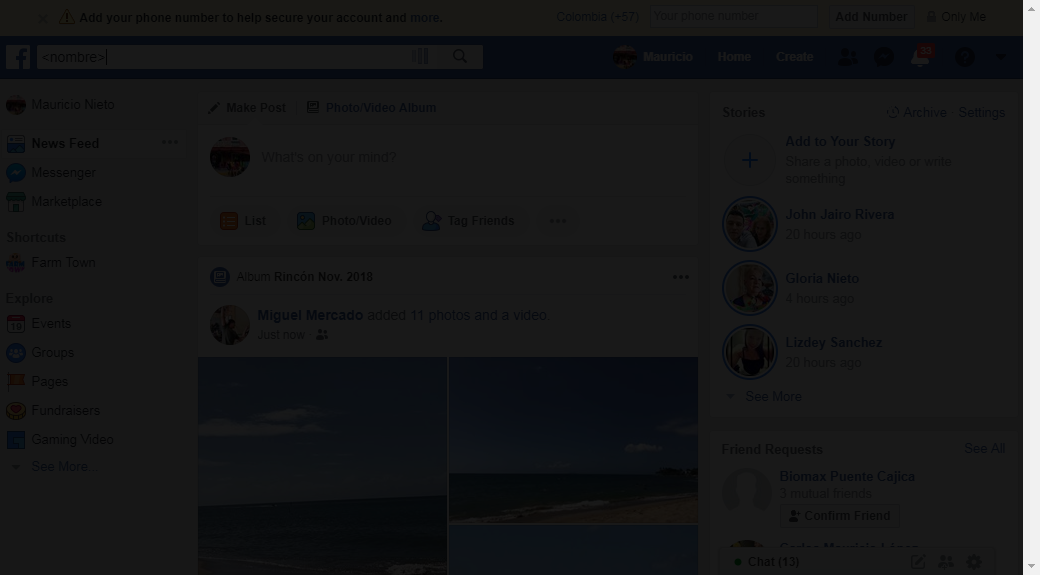 Add your phone number to help secure your account and more.
Colombia (+57) Your phone number Add Number Only Me
<nombre>
Mauricio Home Create 33
Mauricio Nieto
News Feed
Messenger
Marketplace
Shortcuts
Farm Town
Explore
Events
Groups
Pages
Fundraisers
Gaming Video
See More
Make Post Photo/Video Album
What's on your mind?
List Photo/Video Tag Friends
Album Rincón Nov. 2018
Miguel Mercado added 11 photos and a video.
Just now ·
Stories Archive · Settings
Add to Your Story
Share a photo, video or write
something
John Jairo Rivera
20 hours ago
Gloria Nieto
4 hours ago
Lizdey Sanchez
20 hours ago
See More
Friend Requests See All
Biomax Puente Cajica
3 mutual friends
Confirm Friend
Carlos Mauricio López
Chat (13)